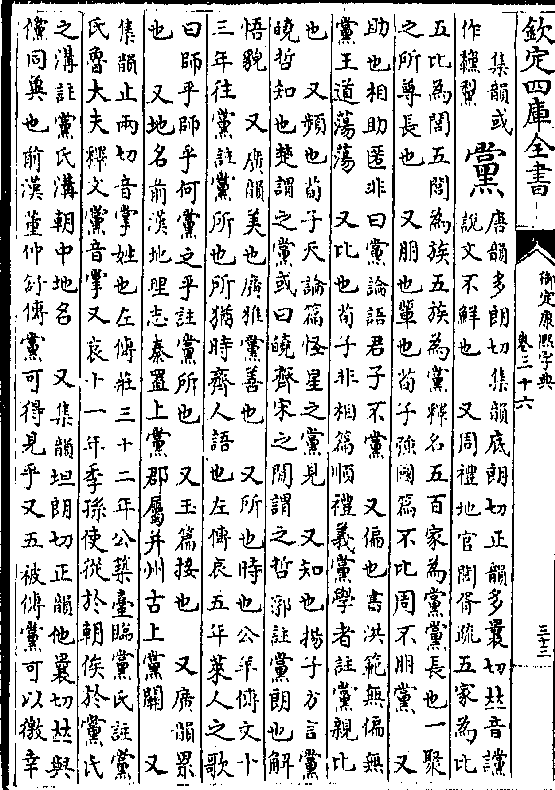 欽定四庫全書
御定康熙字典
卷三十六
三十三
集韻或
作䵎䵎
黨
唐韻多朗切集韻底朗切正韻多曩切𠀤音讜
說文不鮮也　又周禮地官閭胥疏五家為比
五比為閭五閭為族五族為黨釋名五百家為黨黨長也一聚
之所尊長也　又朋也輩也荀子強國篇不比周不朋黨　又
助也相助匿非曰黨論語君子不黨　又偏也書洪範無偏無
黨王道蕩蕩　又比也荀子非相篇順禮義黨學者註黨親比
也　又頻也荀子天論篇怪星之黨見　又知也揚子方言黨
曉哲知也楚謂之黨或曰曉齊宋之閒謂之哲郭註黨朗也解
悟貌　又廣韻美也廣雅黨善也　又所也時也公羊傳文十
三年往黨註黨所也所猶時齊人語也左傳哀五年萊人之歌
曰師乎師乎何黨之乎註黨所也　又玉篇接也　又廣韻累
也　又地名前漢地理志秦置上黨郡屬并州古上黨關　又
集韻止兩切音掌姓也左傳莊三十二年公築臺臨黨氏註黨
氏魯大夫釋文黨音掌又哀十一年季孫使從於朝俟於黨氏
之溝註黨氏溝朝中地名　又集韻坦朗切正韻他曩切𠀤與
儻同與也前漢董仲舒傳黨可得見乎又五被傳黨可以徼幸